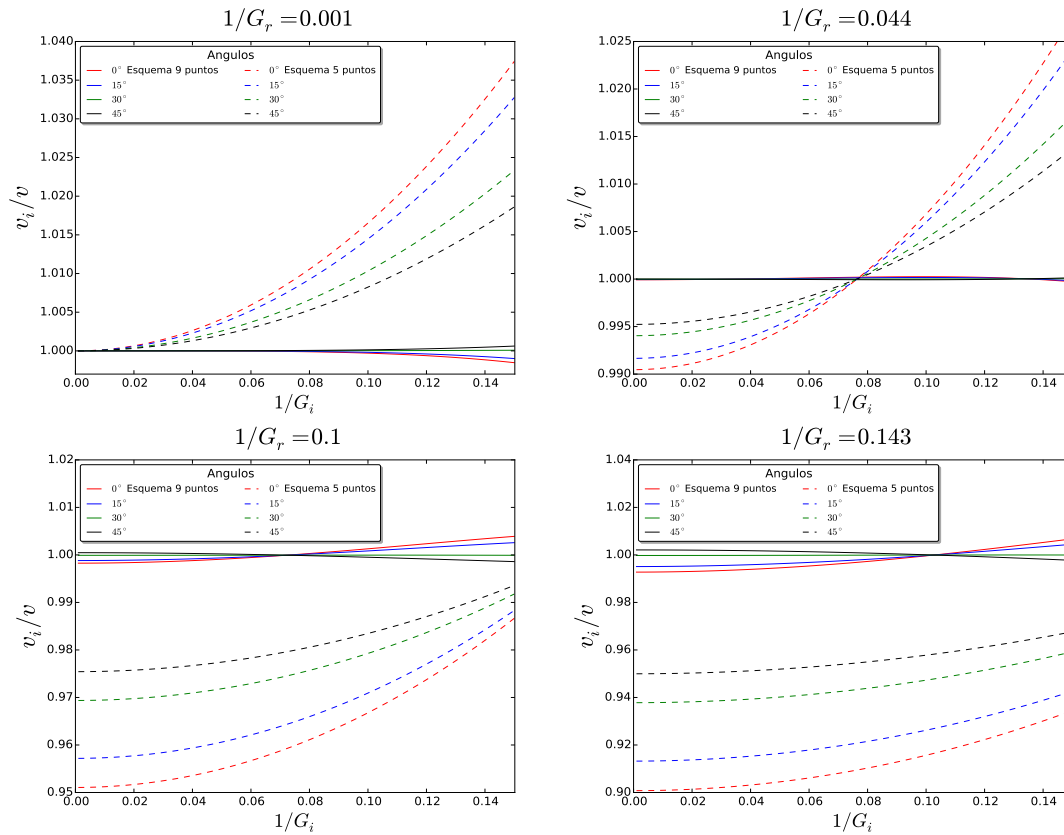 1/G_r = 0.001
1.040
1.035
1.030
1.025
1.020
1.015
1.010
1.005
1.000
v_i/v
Angulos
0° Esquema 9 puntos 0° Esquema 5 puntos
15° 15°
30° 30°
45° 45°
0.00 0.02 0.04 0.06 0.08 0.10 0.12 0.14
1/G_i
1/G_r = 0.044
1.025
1.020
1.015
1.010
1.005
1.000
0.995
0.990
v_i/v
Angulos
0° Esquema 9 puntos 0° Esquema 5 puntos
15° 15°
30° 30°
45° 45°
0.00 0.02 0.04 0.06 0.08 0.10 0.12 0.14
1/G_i
1/G_r = 0.1
1.02
1.01
1.00
0.99
0.98
0.97
0.96
0.95
v_i/v
Angulos
0° Esquema 9 puntos 0° Esquema 5 puntos
15° 15°
30° 30°
45° 45°
0.00 0.02 0.04 0.06 0.08 0.10 0.12 0.14
1/G_i
1/G_r = 0.143
1.04
1.02
1.00
0.98
0.96
0.94
0.92
0.90
v_i/v
Angulos
0° Esquema 9 puntos 0° Esquema 5 puntos
15° 15°
30° 30°
45° 45°
0.00 0.02 0.04 0.06 0.08 0.10 0.12 0.14
1/G_i